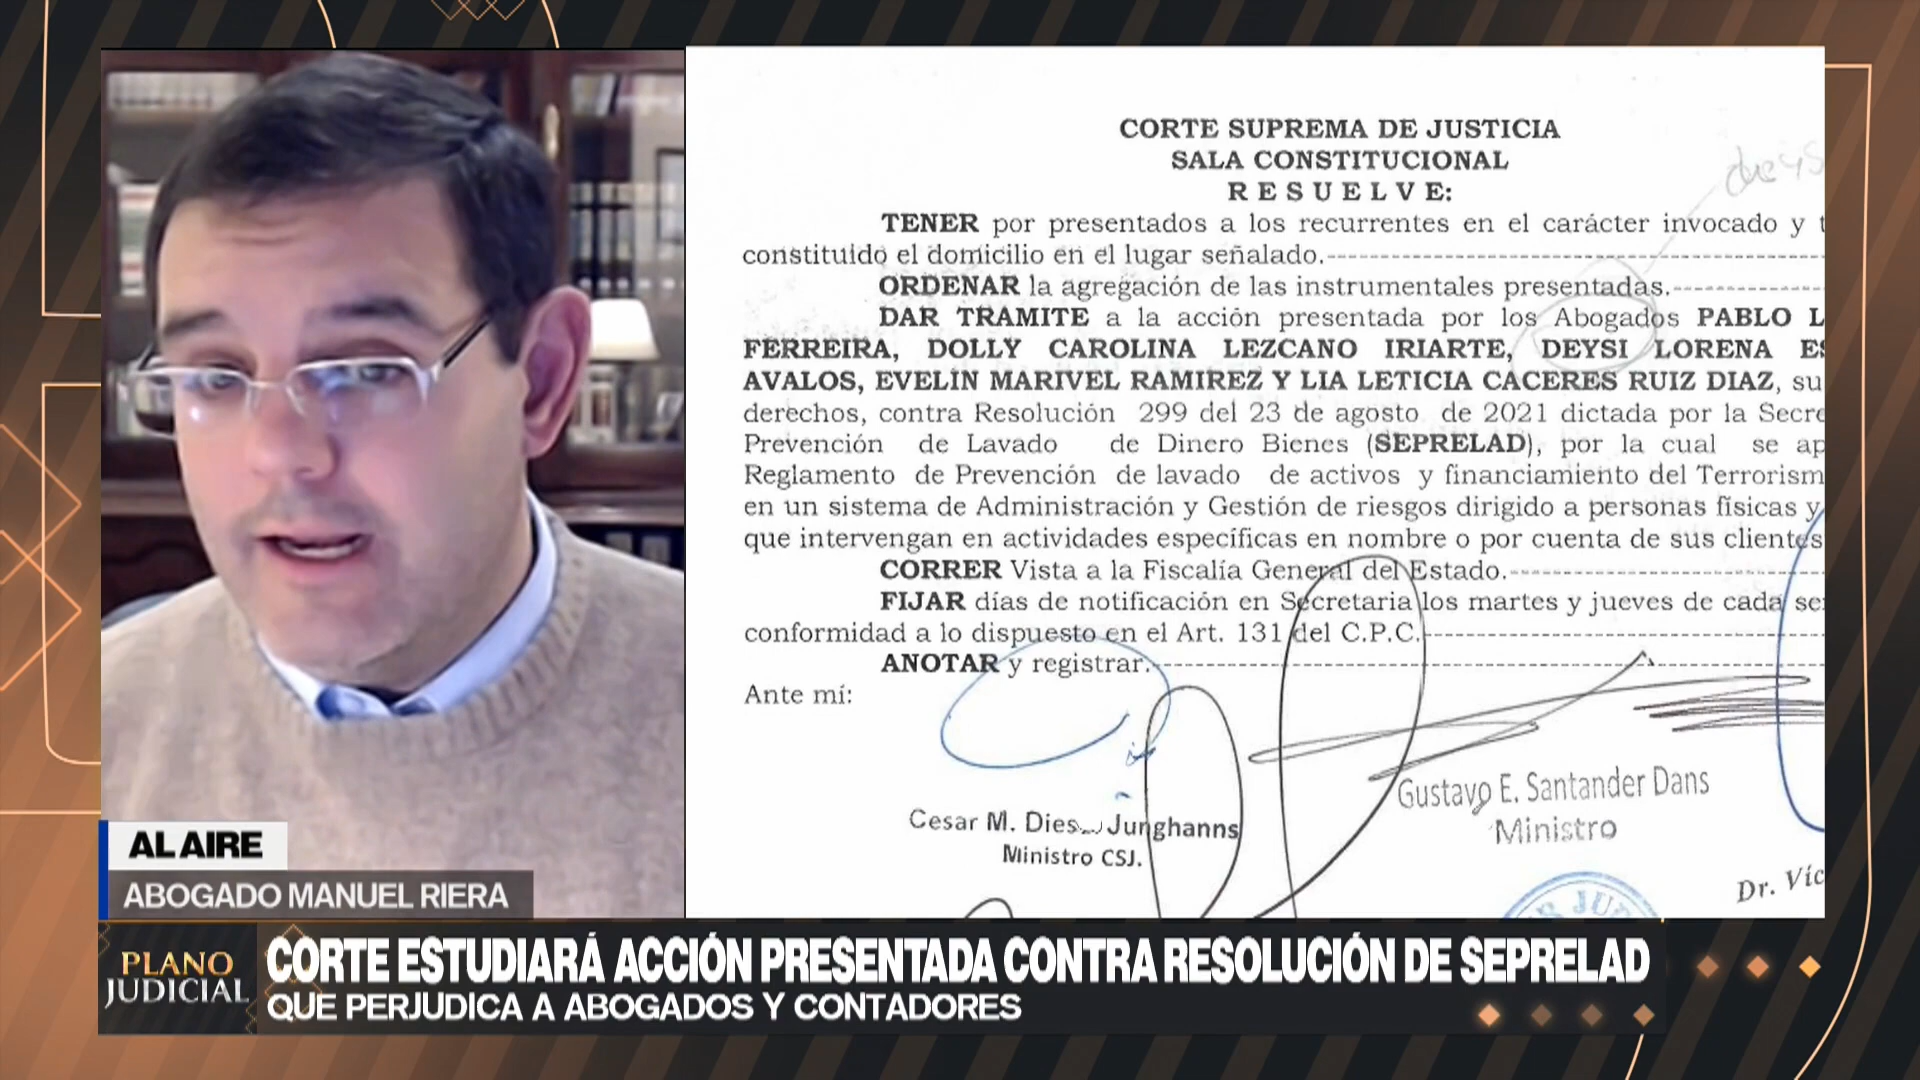 CORTE SUPREMA DE JUSTICIA
SALA CONSTITUCIONAL
R E S U E L V E:
TENER por presentados a los recurrentes en el carácter invocado y
constituido el domicilio en el lugar señalado.
ORDENAR la agregación de las instrumentales presentadas.
DAR TRAMITE a la acción presentada por los Abogados PABLO
FERREIRA, DOLLY CAROLINA LEZCANO IRIARTE, DEYSI LORENA
AVALOS, EVELIN MARIVEL RAMIREZ Y LIA LETICIA CACERES RUIZ DIAZ,
derechos, contra Resolución 299 del 23 de agosto de 2021 dictada por la
Prevención de Lavado de Dinero Bienes (SEPRELAD), por la cual se
Reglamento de Prevención de lavado de activos y financiamiento del
en un sistema de Administración y Gestión de riesgos dirigido a personas físicas y
que intervengan en actividades específicas en nombre o por cuenta de sus clientes
CORRER Vista a la Fiscalía General del Estado.
FIJAR días de notificación en Secretaria los martes y jueves de cada
conformidad a lo dispuesto en el Art. 131 del C.P.C.
ANOTAR y registrar.
Ante mí:
Cesar M. Junghanns
Ministro CSJ.
Gustavo E. Santander Dans
Ministro
Dr.
AL AIRE
ABOGADO MANUEL RIERA
PLANO
JUDICIAL
CORTE ESTUDIARÁ ACCIÓN PRESENTADA CONTRA RESOLUCIÓN DE SEPRELAD
QUE PERJUDICA A ABOGADOS Y CONTADORES